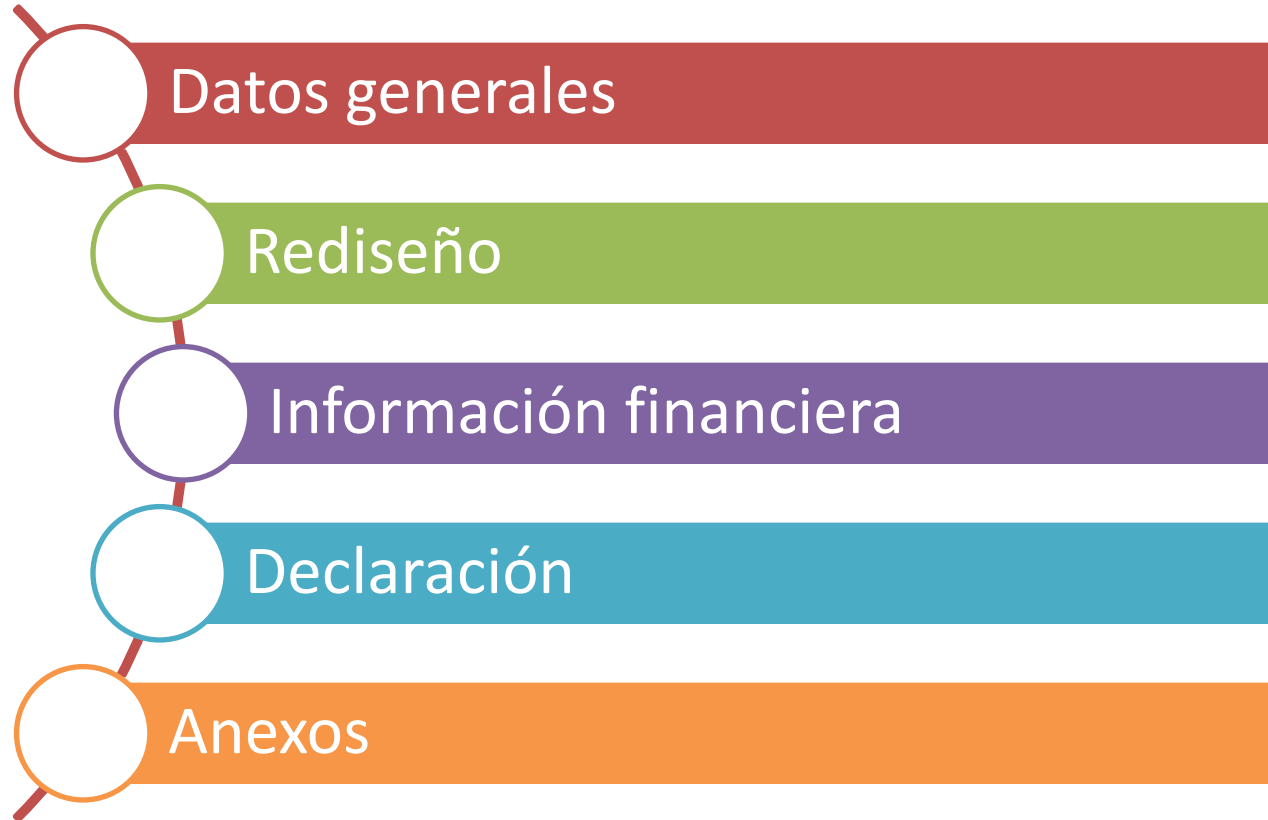 Datos generales
Rediseño
Información financiera
Declaración
Anexos